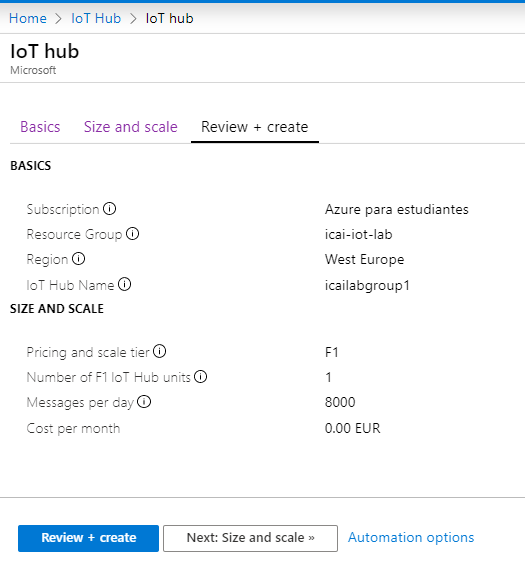 Home > IoT Hub > IoT hub
IoT hub
Microsoft
Basics Size and scale Review + create
BASICS
Subscription Azure para estudiantes
Resource Group icai-iot-lab
Region West Europe
IoT Hub Name icailabgroup1
SIZE AND SCALE
Pricing and scale tier F1
Number of F1 IoT Hub units 1
Messages per day 8000
Cost per month 0.00 EUR
Review + create Next: Size and scale » Automation options